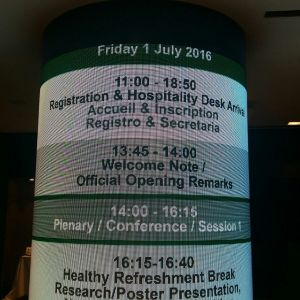 Friday 1 July 2016
11:00 - 18:50
Registration & Hospitality Desk Arrival
Accueil & Inscription
Registro & Secretaria
13:45 - 14:00
Welcome Note /
Official Opening Remarks
14:00 - 16:15
Plenary / Conference / Session 1
16:15-16:40
Healthy Refreshment Break
Research/Poster Presentation,